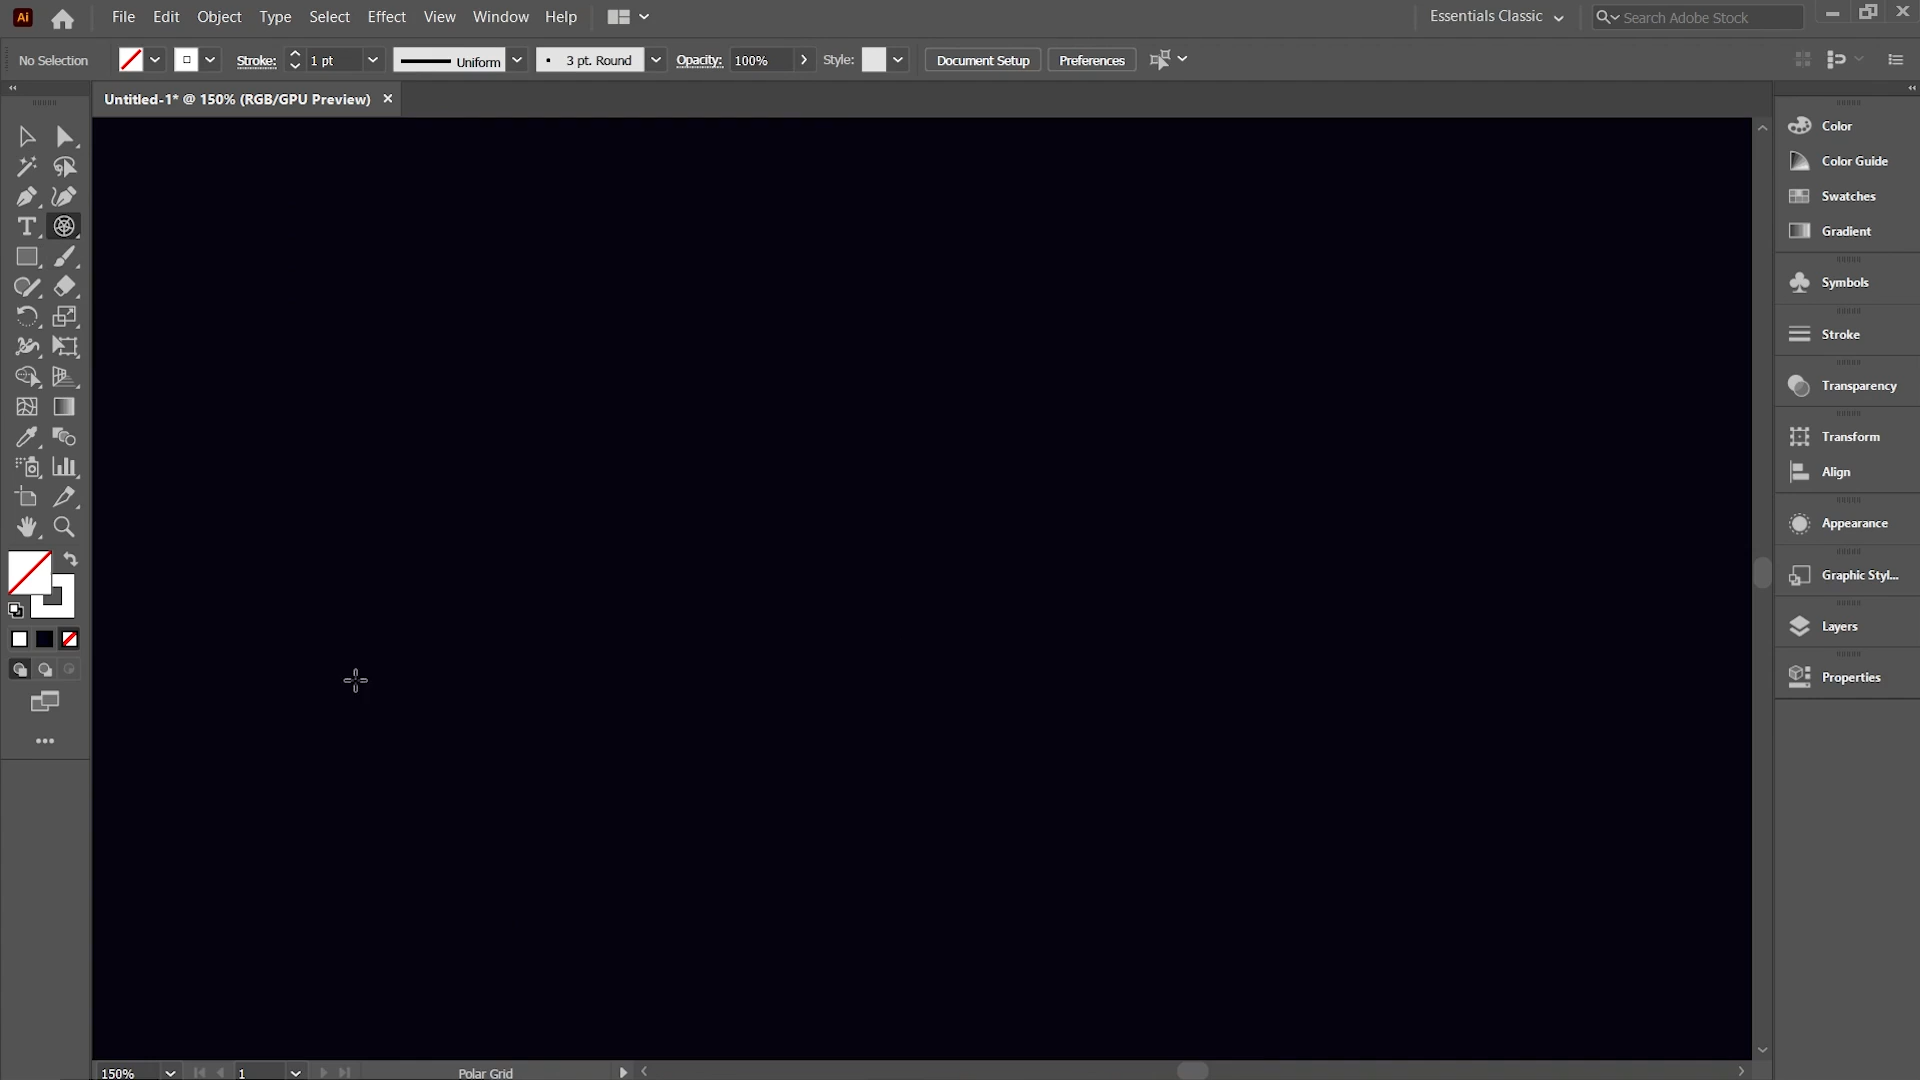 Ai File Edit Object Type Select Effect View Window Help Essentials Classic Search Adobe Stock
No Selection Stroke: 1 pt Uniform 3 pt. Round Opacity: 100% Style: Document Setup Preferences
Untitled-1* @ 150% (RGB/GPU Preview)
Color
Color Guide
Swatches
Gradient
Symbols
Stroke
Transparency
Transform
Align
Appearance
Graphic Styl...
Layers
Properties
150% 1 Polar Grid